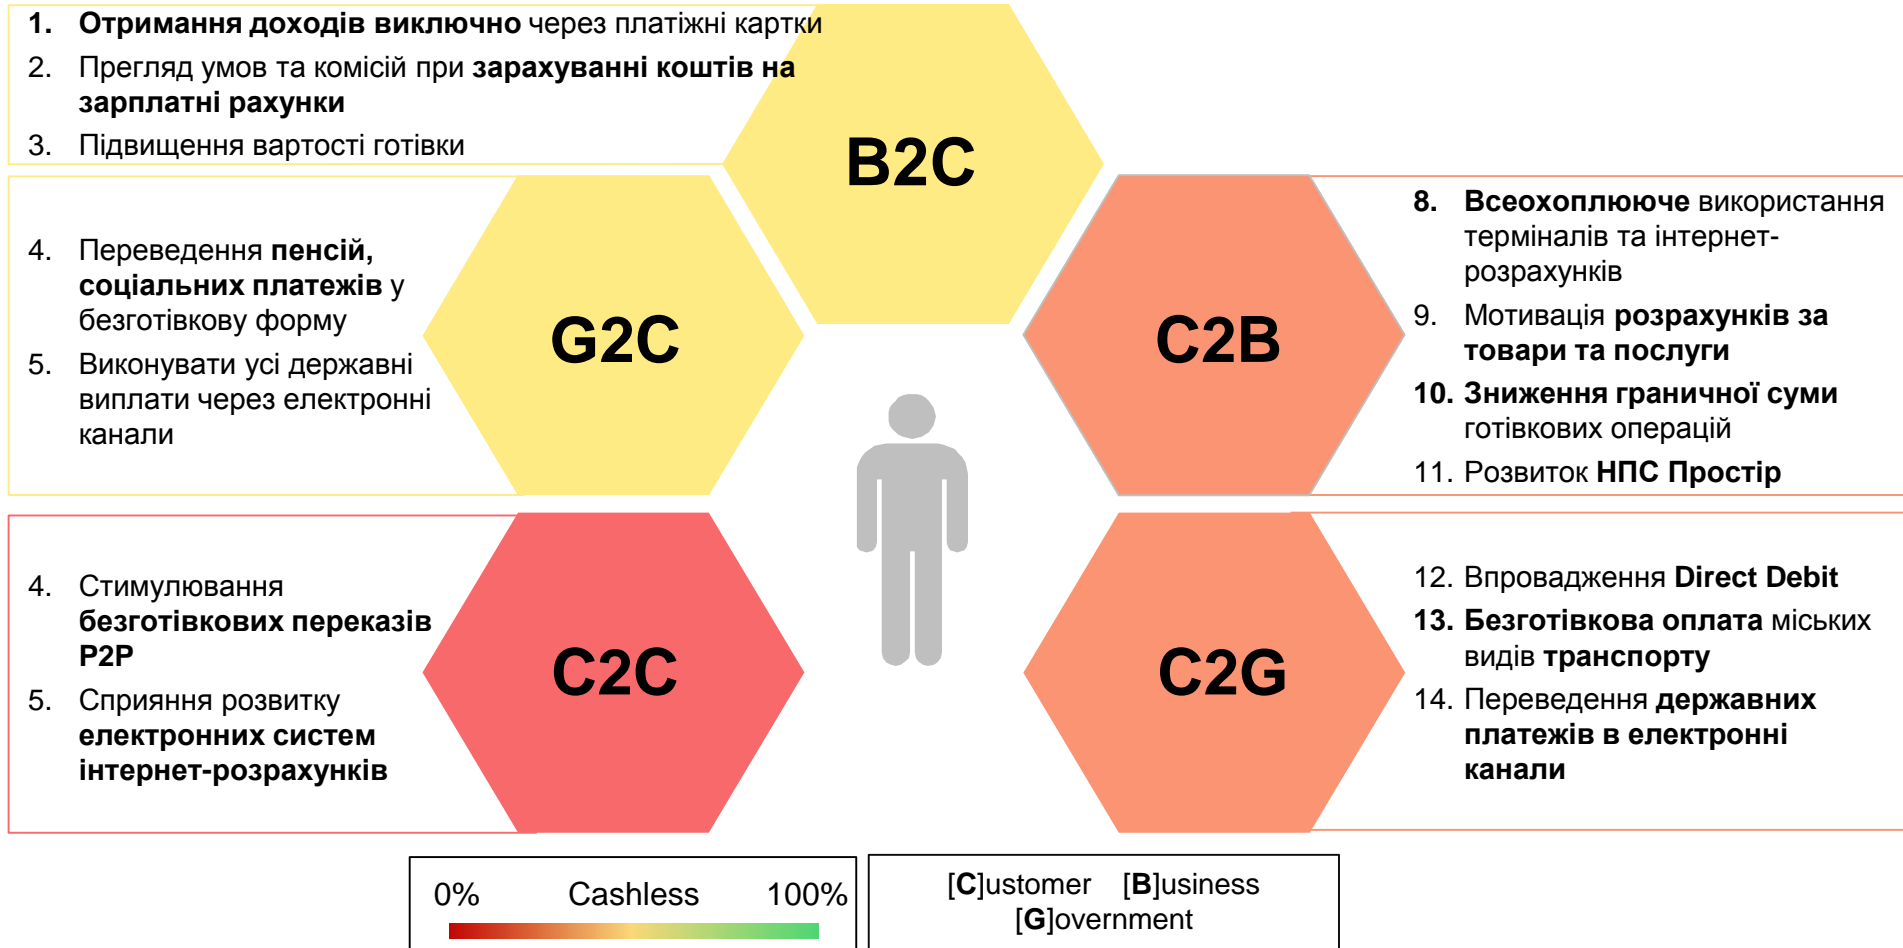 1. Отримання доходів виключно через платіжні картки
2. Прегляд умов та комісій при зарахуванні коштів на
зарплатні рахунки
3. Підвищення вартості готівки
B2C
4. Переведення пенсій,
соціальних платежів у
безготівкову форму
5. Виконувати усі державні
виплати через електронні
канали
G2C
C2B
8. Всеохоплююче використання
терміналів та інтернет-
розрахунків
9. Мотивація розрахунків за
товари та послуги
10. Зниження граничної суми
готівкових операцій
11. Розвиток НПС Простір
4. Стимулювання
безготівкових переказів
P2P
5. Сприяння розвитку
електронних систем
інтернет-розрахунків
C2C
C2G
12. Впровадження Direct Debit
13. Безготівкова оплата міських
видів транспорту
14. Переведення державних
платежів в електронні
канали
0% Cashless 100%
[C]ustomer [B]usiness
[G]overnment